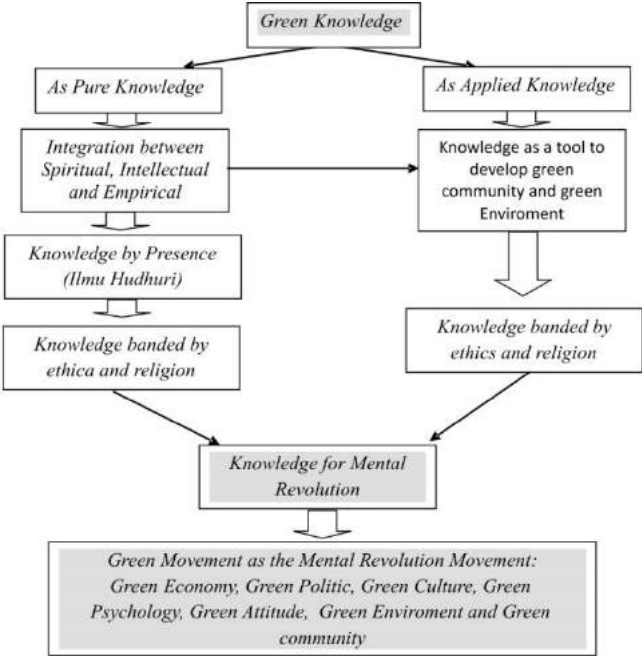 Green Knowledge
As Pure Knowledge
As Applied Knowledge
Integration between
Spiritual, Intellectual
and Empirical
Knowledge as a tool to
develop green
community and green
Enviroment
Knowledge by Presence
(Ilmu Hudhuri)
Knowledge banded by
ethica and religion
Knowledge banded by
ethics and religion
Knowledge for Mental
Revolution
Green Movement as the Mental Revolution Movement:
Green Economy, Green Politic, Green Culture, Green
Psychology, Green Attitude, Green Enviroment and Green
community